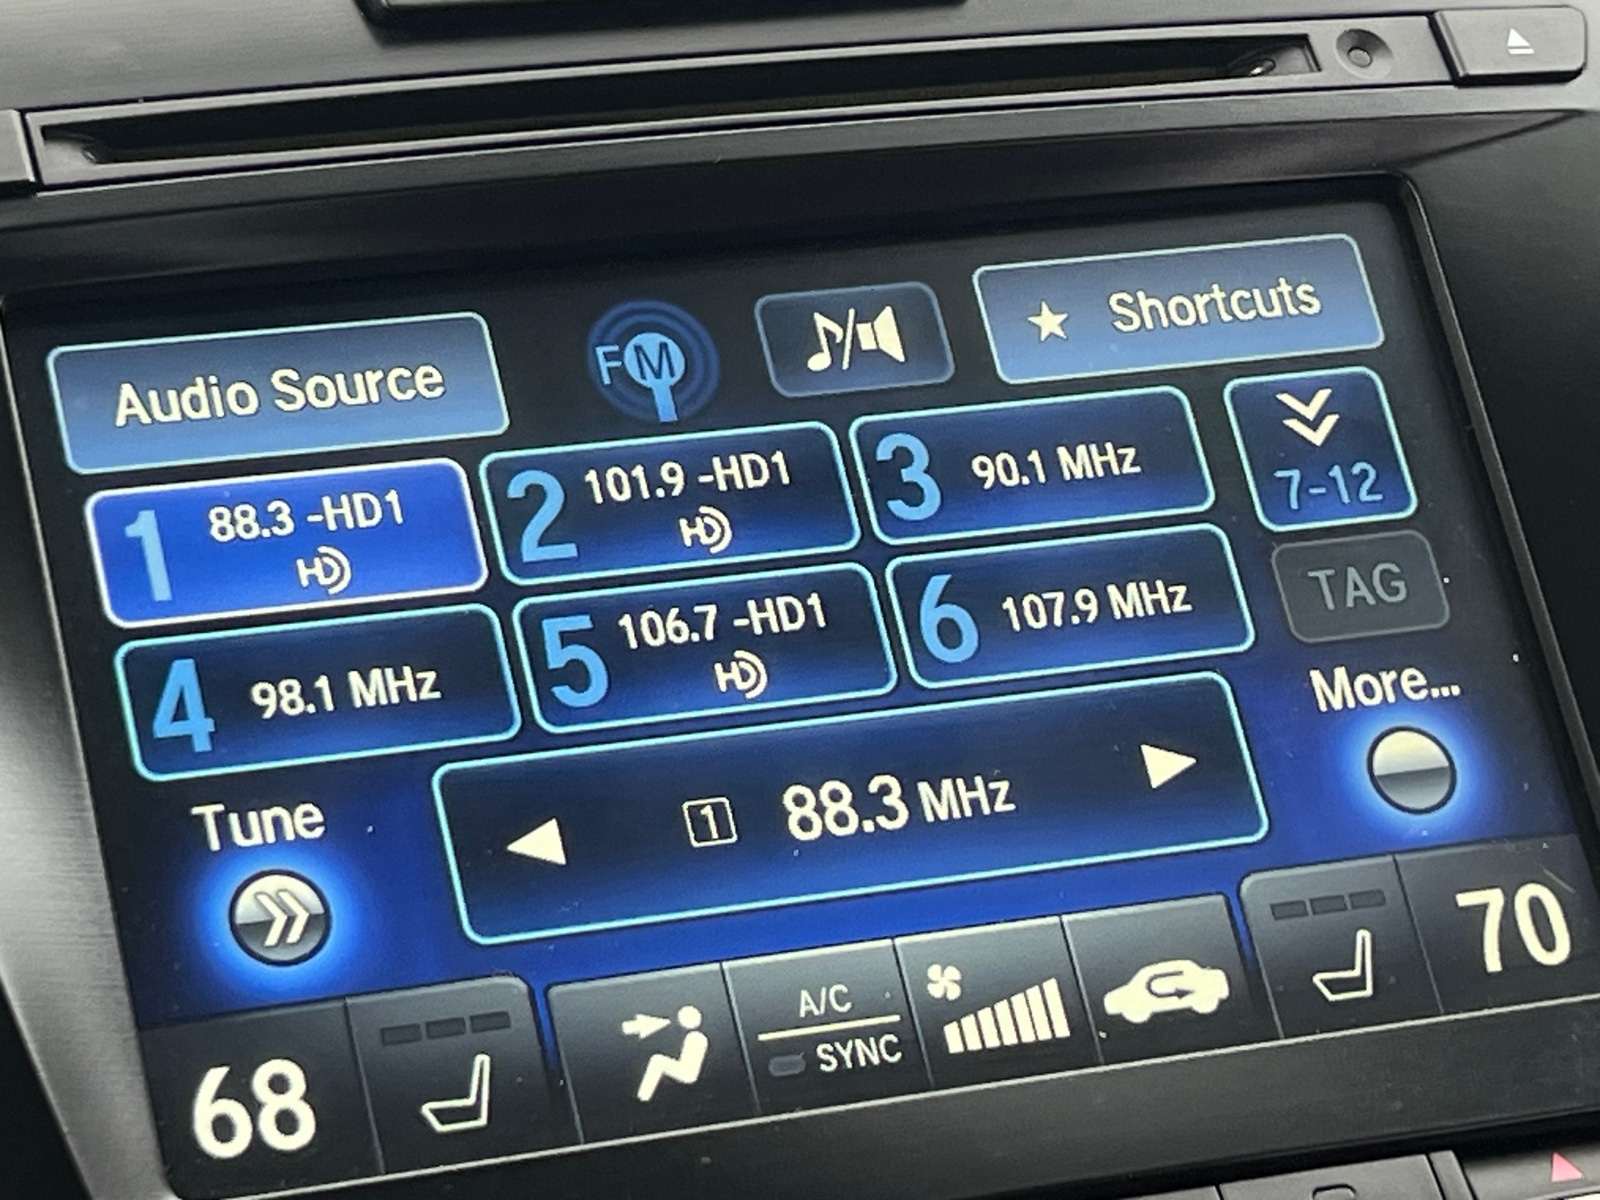 Audio Source
FM
Shortcuts
1 88.3 -HD1
HD
2 101.9 -HD1
HD
3 90.1 MHz
7-12
4 98.1 MHz
5 106.7 -HD1
HD
6 107.9 MHz
TAG
More...
Tune
1 88.3 MHz
68
A/C
SYNC
70